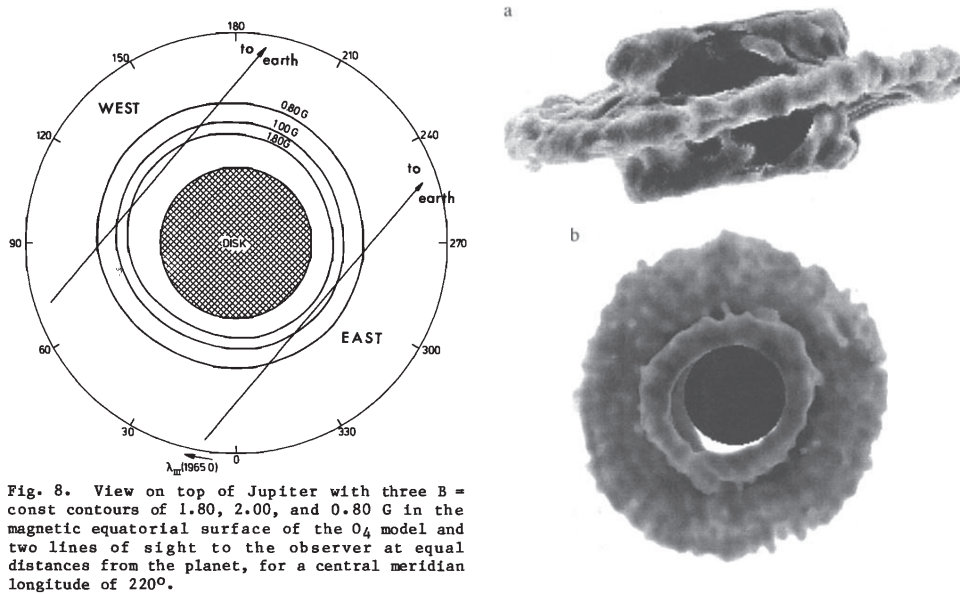 180
to
earth
150
210
WEST
0.80G
1.00 G
1.80G
120
240
to
earth
90
DISK
270
EAST
60
300
30
330
λIII(1965 0)
0
Fig. 8. View on top of Jupiter with three B =
const contours of 1.80, 2.00, and 0.80 G in the
magnetic equatorial surface of the O4 model and
two lines of sight to the observer at equal
distances from the planet, for a central meridian
longitude of 220º.
a
b